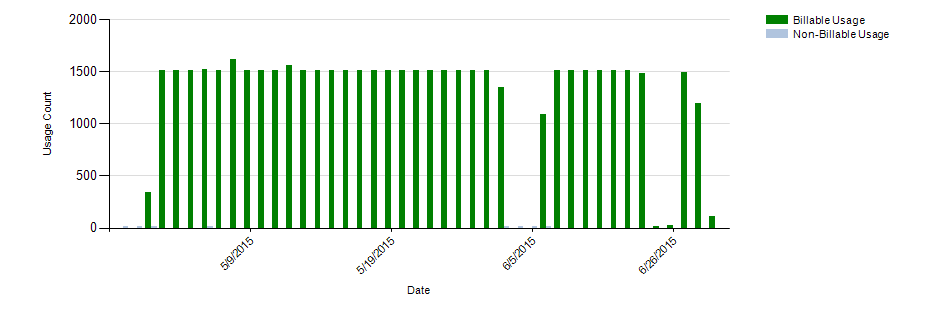 2000
1500
1000
500
0
Usage Count
5/9/2015
5/19/2015
6/5/2015
6/26/2015
Date
Billable Usage
Non-Billable Usage